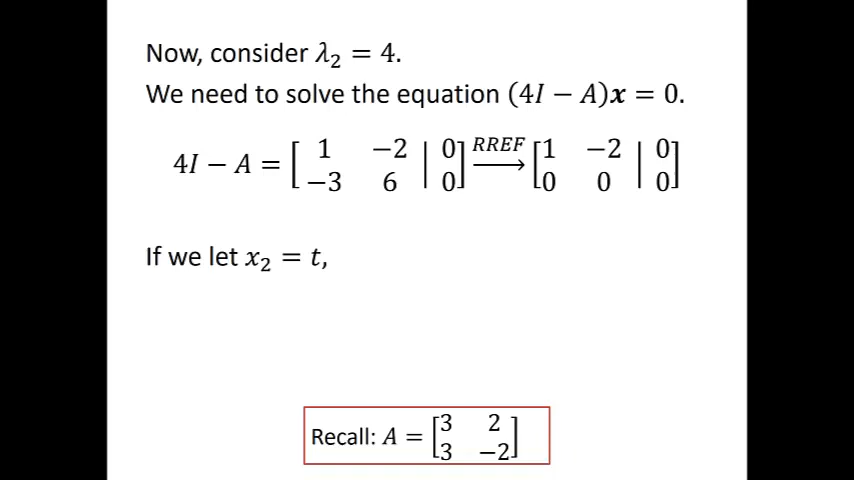 Now, consider λ₂ = 4.
We need to solve the equation (4I − A)x = 0.
4I − A = [1 −2 | 0; −3 6 | 0] RREF⟶ [1 −2 | 0; 0 0 | 0]
If we let x₂ = t,
Recall: A = [3 2; 3 −2]